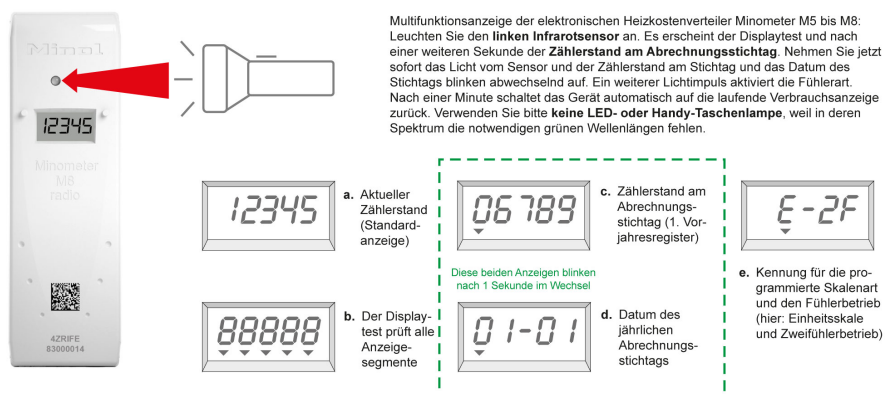 Multifunktionsanzeige der elektronischen Heizkostenverteiler Minometer M5 bis M8:
Leuchten Sie den linken Infrarotsensor an. Es erscheint der Displaytest und nach
einer weiteren Sekunde der Zählerstand am Abrechnungsstichtag. Nehmen Sie jetzt
sofort das Licht vom Sensor und der Zählerstand am Stichtag und das Datum des
Stichtags blinken abwechselnd auf. Ein weiterer Lichtimpuls aktiviert die Fühlerart.
Nach einer Minute schaltet das Gerät automatisch auf die laufende Verbrauchsanzeige
zurück. Verwenden Sie bitte keine LED- oder Handy-Taschenlampe, weil in deren
Spektrum die notwendigen grünen Wellenlängen fehlen.
Minol
12345
Minometer
M8
radio
4ZRIFE
83000014
12345
a. Aktueller
Zählerstand
(Standard-
anzeige)
88888
b. Der Display-
test prüft alle
Anzeige-
segmente
06789
c. Zählerstand am
Abrechnungs-
stichtag (1. Vor-
jahresregister)
Diese beiden Anzeigen blinken
nach 1 Sekunde im Wechsel
01-01
d. Datum des
jährlichen
Abrechnungs-
stichtags
E-2F
e. Kennung für die pro-
grammierte Skalenart
und den Fühlerbetrieb
(hier: Einheitsskale
und Zweifühlerbetrieb)